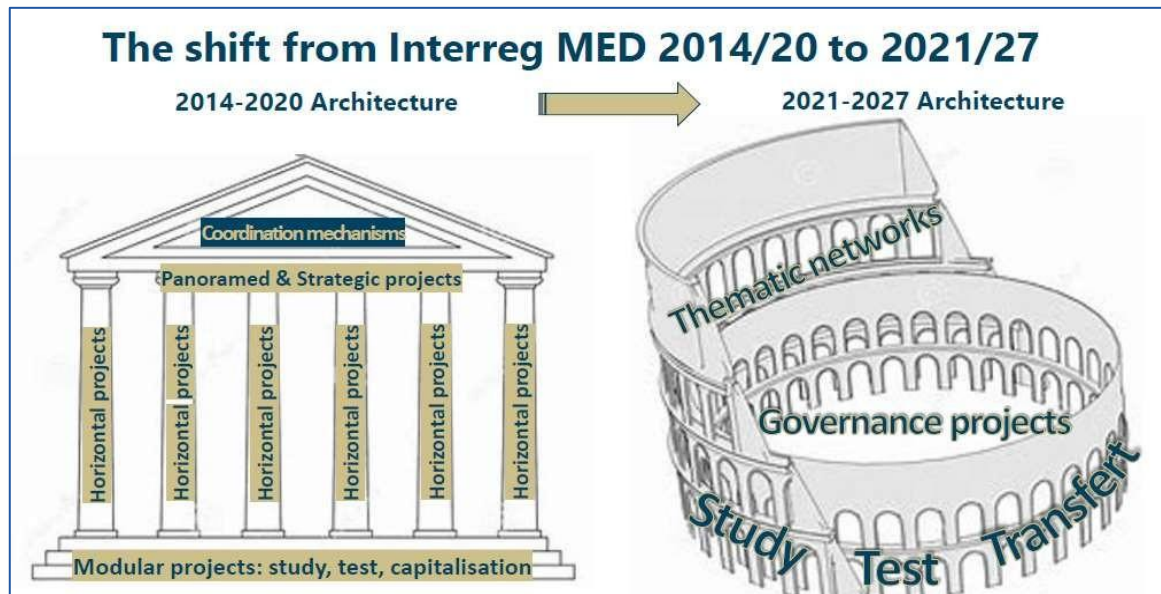 The shift from Interreg MED 2014/20 to 2021/27
2014-2020 Architecture
2021-2027 Architecture
Coordination mechanisms
Panoramed & Strategic projects
Horizontal projects
Horizontal projects
Horizontal projects
Horizontal projects
Horizontal projects
Horizontal projects
Modular projects: study, test, capitalisation
Thematic networks
Governance projects
Study
Test
Transfert